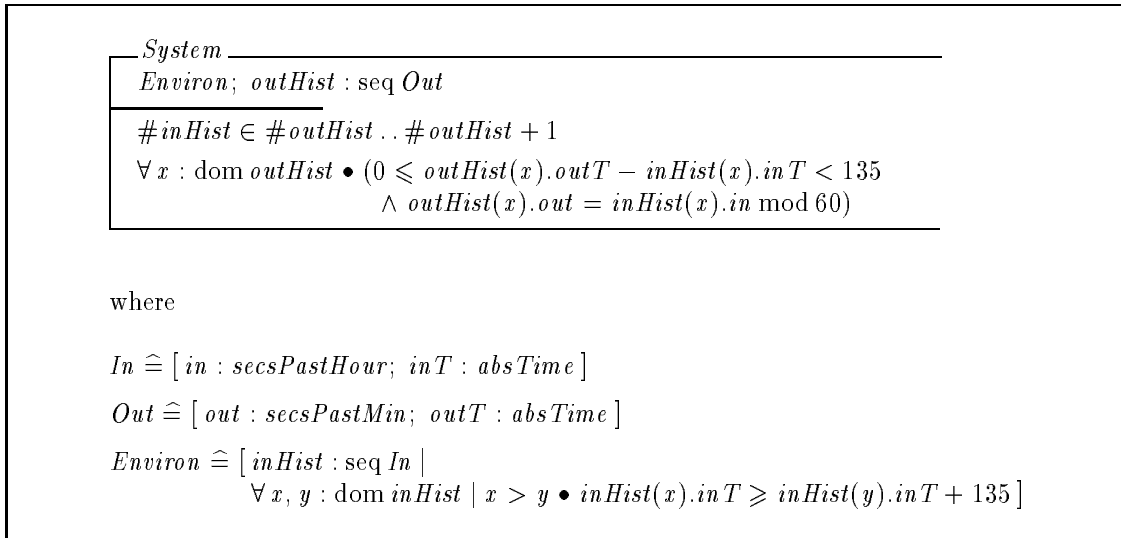 System
Environ; outHist : seq Out
#inHist ∈ #outHist .. #outHist + 1
∀ x : dom outHist • (0 ⩽ outHist(x).outT − inHist(x).inT < 135
∧ outHist(x).out = inHist(x).in mod 60)
where
In ≙ [ in : secsPastHour; inT : absTime ]
Out ≙ [ out : secsPastMin; outT : absTime ]
Environ ≙ [ inHist : seq In |
∀ x, y : dom inHist | x > y • inHist(x).inT ⩾ inHist(y).inT + 135 ]